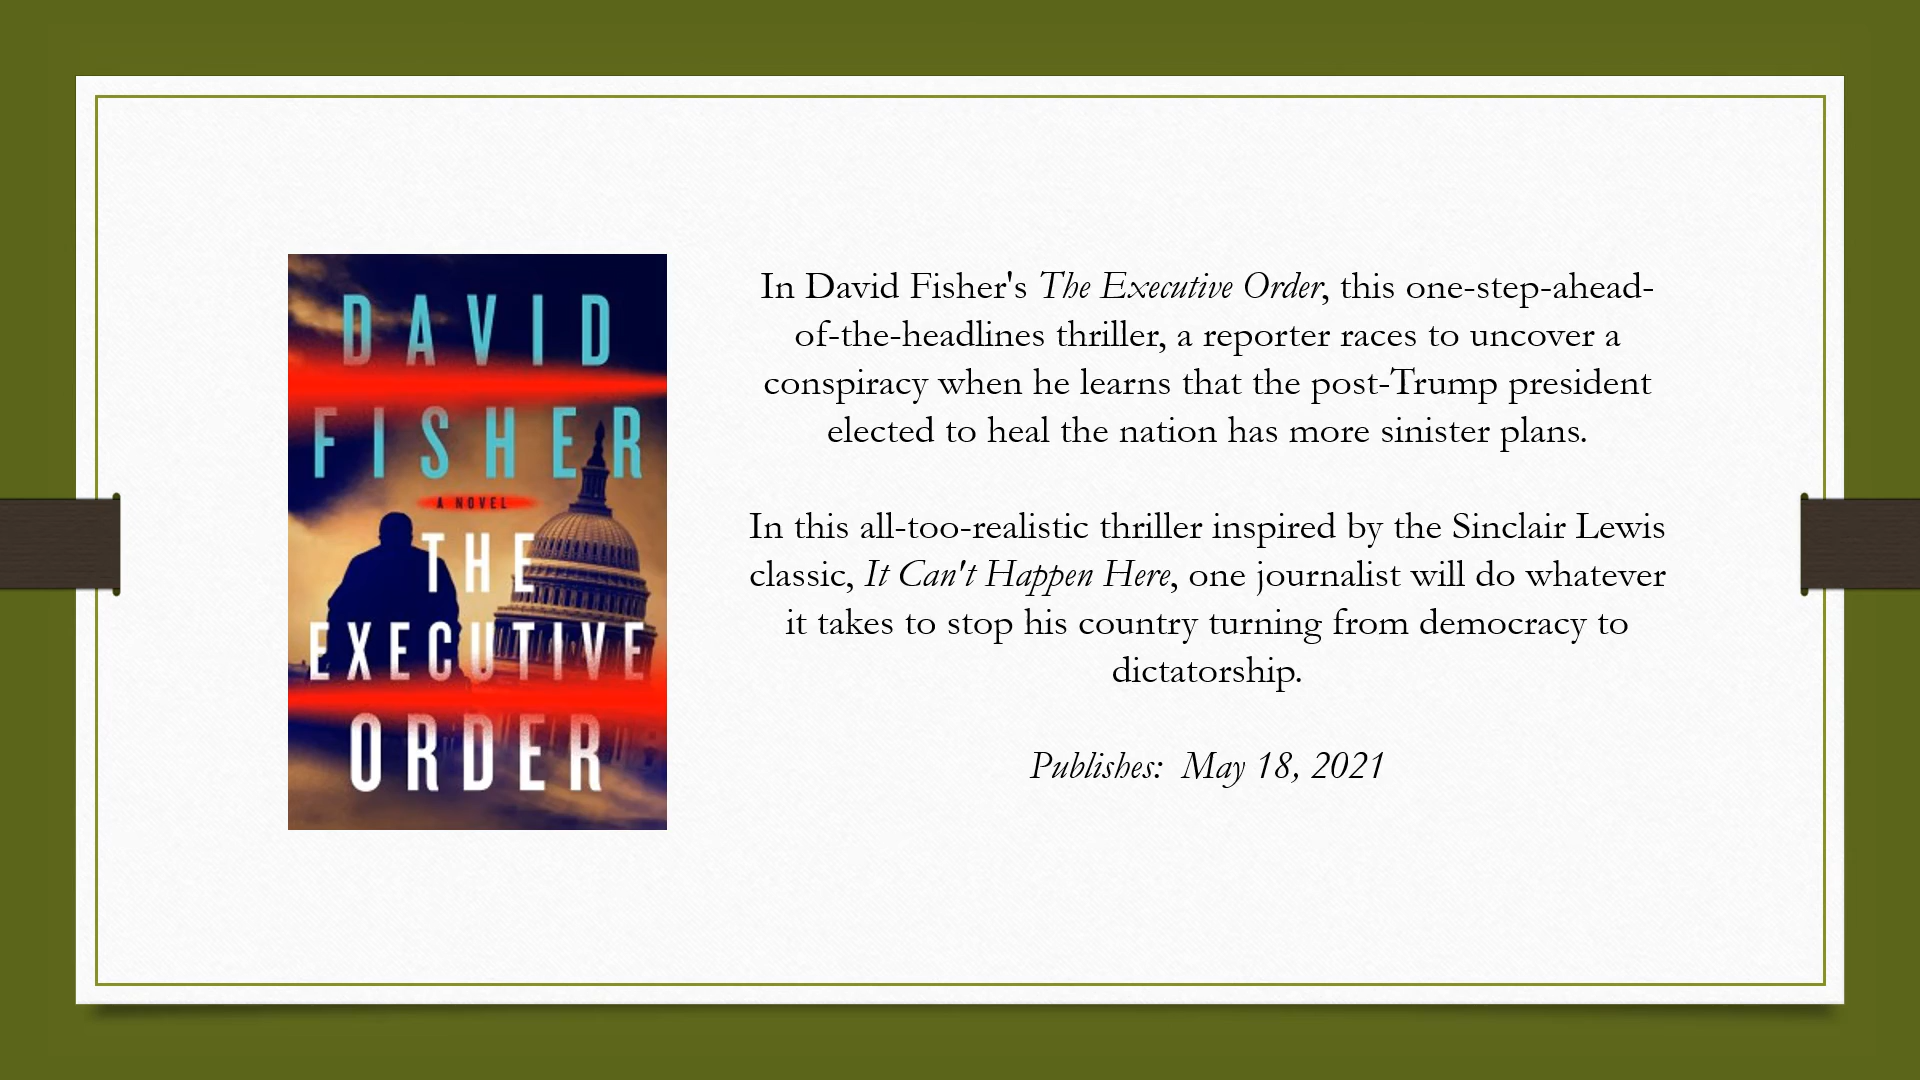 DAVID
FISHER
A NOVEL
THE
EXECUTIVE
ORDER
In David Fisher's The Executive Order, this one-step-ahead-
of-the-headlines thriller, a reporter races to uncover a
conspiracy when he learns that the post-Trump president
elected to heal the nation has more sinister plans.
In this all-too-realistic thriller inspired by the Sinclair Lewis
classic, It Can't Happen Here, one journalist will do whatever
it takes to stop his country turning from democracy to
dictatorship.
Publishes:  May 18, 2021